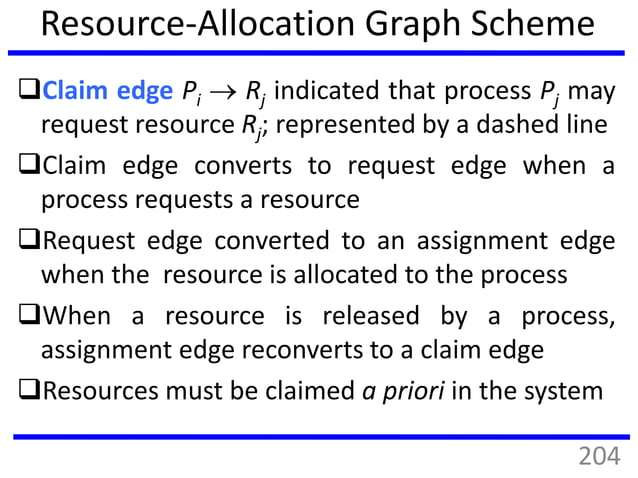 Resource-Allocation Graph Scheme
❑Claim edge Pi → Rj indicated that process Pj may
request resource Rj; represented by a dashed line
❑Claim edge converts to request edge when a
process requests a resource
❑Request edge converted to an assignment edge
when the resource is allocated to the process
❑When a resource is released by a process,
assignment edge reconverts to a claim edge
❑Resources must be claimed a priori in the system
204